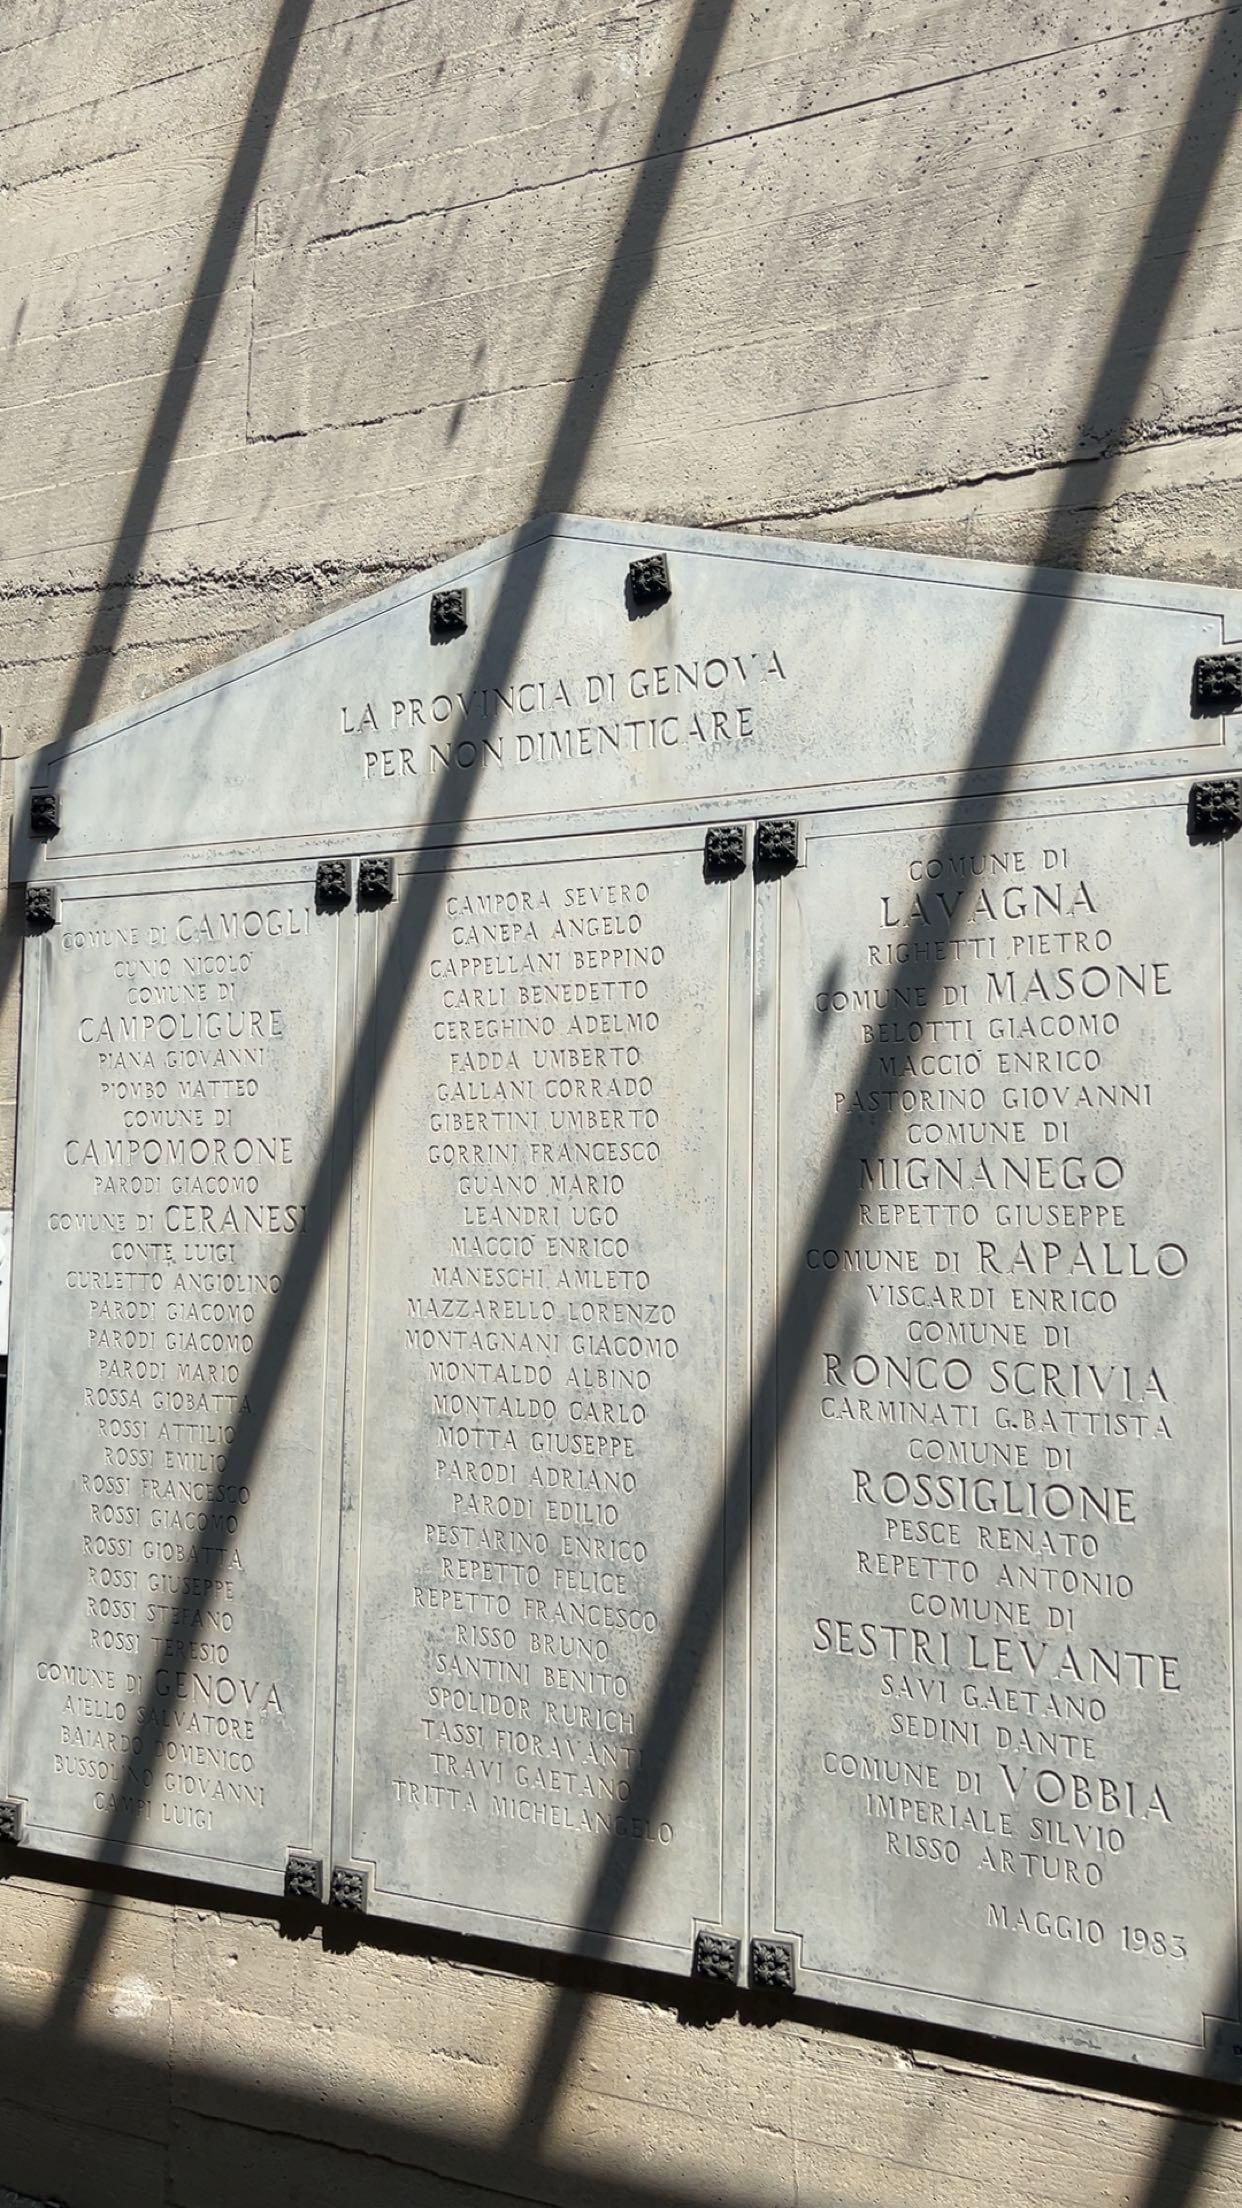 LA PROVINCIA DI GENOVA
PER NON DIMENTICARE
COMUNE DI CAMOGLI
CUNIO NICOLO'
COMUNE DI
CAMPOLIGURE
PIANA GIOVANNI
PIOMBO MATTEO
COMUNE DI
CAMPOMORONE
PARODI GIACOMO
COMUNE DI CERANESI
CONTE LUIGI
CURLETTO ANGIOLINO
PARODI GIACOMO
PARODI GIACOMO
PARODI MARIO
ROSSA GIOBATTA
ROSSI ATTILIO
ROSSI EMILIO
ROSSI FRANCESCO
ROSSI GIACOMO
ROSSI GIOBATTA
ROSSI GIUSEPPE
ROSSI STEFANO
ROSSI TERESIO
COMUNE DI GENOVA
AIELLO SALVATORE
BAIARDO DOMENICO
BUSSOLINO GIOVANNI
CAMPI LUIGI
CAMPORA SEVERO
CANEPA ANGELO
CAPPELLANI BEPPINO
CARLI BENEDETTO
CEREGHINO ADELMO
FADDA UMBERTO
GALLANI CORRADO
GIBERTINI UMBERTO
GORRINI FRANCESCO
GUANO MARIO
LEANDRI UGO
MACCIO' ENRICO
MANESCHI AMLETO
MAZZARELLO LORENZO
MONTAGNANI GIACOMO
MONTALDO ALBINO
MONTALDO CARLO
MOTTA GIUSEPPE
PARODI ADRIANO
PARODI EDILIO
PESTARINO ENRICO
REPETTO FELICE
REPETTO FRANCESCO
RISSO BRUNO
SANTINI BENITO
SPOLIDOR RURICH
TASSI FIORAVANTI
TRAVI GAETANO
TRITTA MICHELANGELO
COMUNE DI
LAVAGNA
RIGHETTI PIETRO
COMUNE DI MASONE
BELOTTI GIACOMO
MACCIO' ENRICO
PASTORINO GIOVANNI
COMUNE DI
MIGNANEGO
REPETTO GIUSEPPE
COMUNE DI RAPALLO
VISCARDI ENRICO
COMUNE DI
RONCO SCRIVIA
CARMINATI G.BATTISTA
COMUNE DI
ROSSIGLIONE
PESCE RENATO
REPETTO ANTONIO
COMUNE DI
SESTRI LEVANTE
SAVI GAETANO
SEDINI DANTE
COMUNE DI VOBBIA
IMPERIALE SILVIO
RISSO ARTURO
MAGGIO 1983